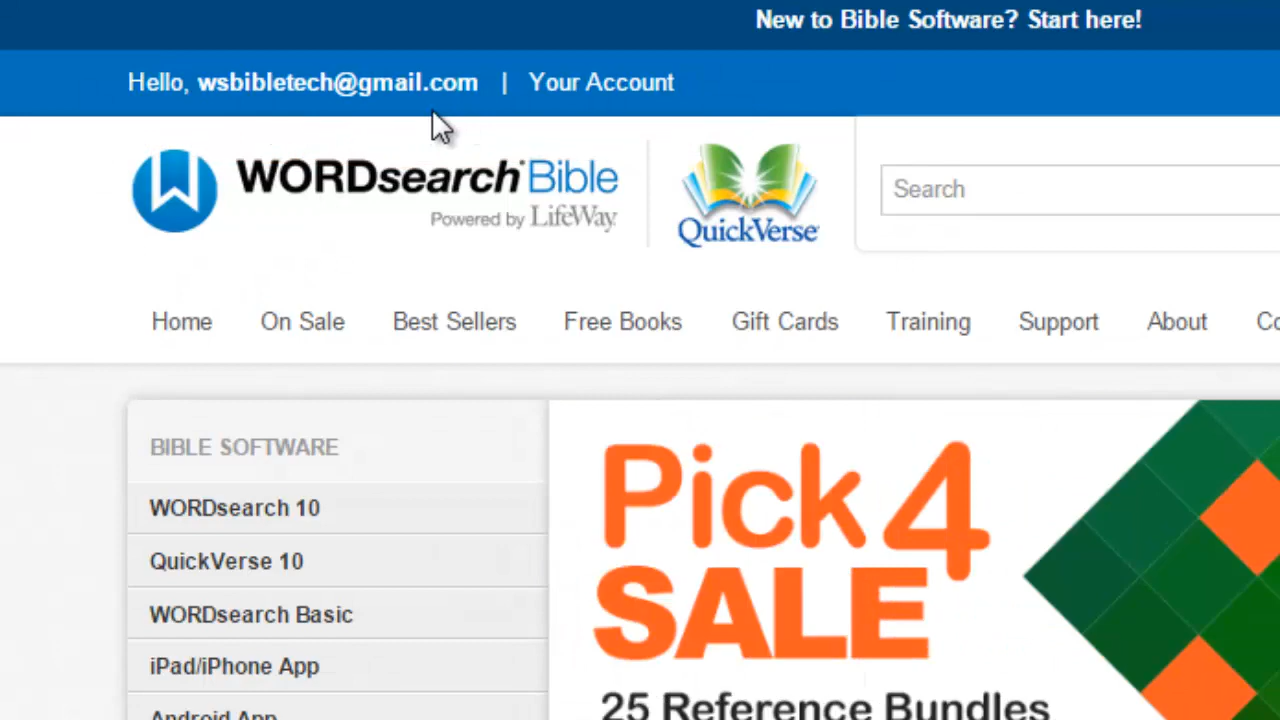 New to Bible Software? Start here!
Hello, wsbibletech@gmail.com | Your Account
WORDsearch Bible
Powered by LifeWay
QuickVerse
Search
Home On Sale Best Sellers Free Books Gift Cards Training Support About
BIBLE SOFTWARE
WORDsearch 10
QuickVerse 10
WORDsearch Basic
iPad/iPhone App
Android App
Pick 4
SALE
25 Reference Bundles